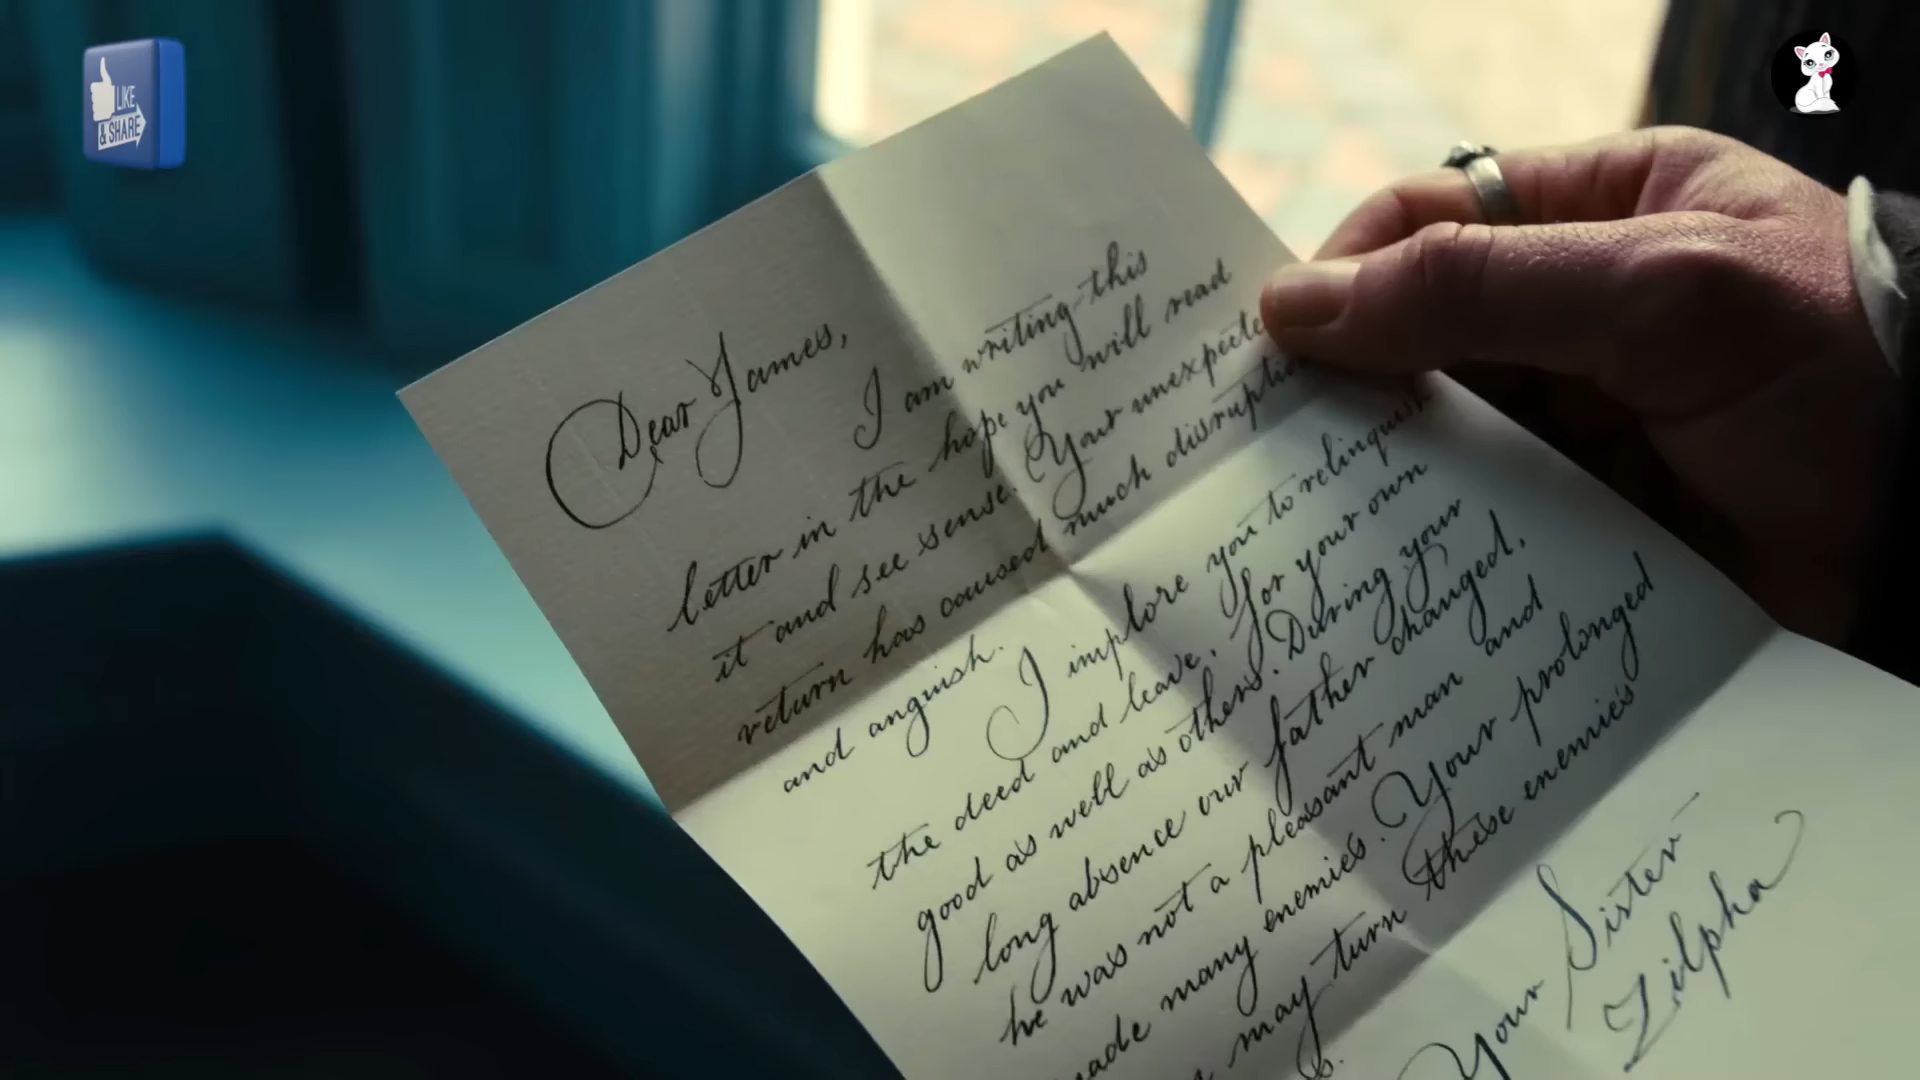 LIKE
& SHARE
Dear James,
I am writing this
letter in the hope you will read
it and see sense. Your unexpecte
return has caused much disruptio
and anguish.
I implore you to relinquish
the deed and leave, for your own
good as well as others. During your
long absence our father changed,
he was not a pleasant man and
made many enemies. Your prolonged
may turn these enemies
Your Sister
Zilpha